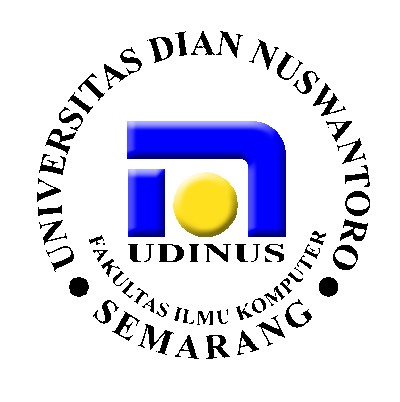 UNIVERSITAS DIAN NUSWANTORO
UDINUS
FAKULTAS ILMU KOMPUTER
SEMARANG